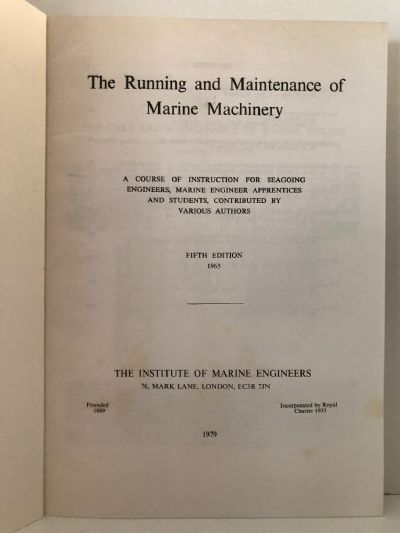 The Running and Maintenance of
Marine Machinery
A COURSE OF INSTRUCTION FOR SEAGOING
ENGINEERS, MARINE ENGINEER APPRENTICES
AND STUDENTS, CONTRIBUTED BY
VARIOUS AUTHORS
FIFTH EDITION
1965
THE INSTITUTE OF MARINE ENGINEERS
76, MARK LANE, LONDON, EC3R 7JN
Founded
1889
Incorporated by Royal
Charter 1933
1979